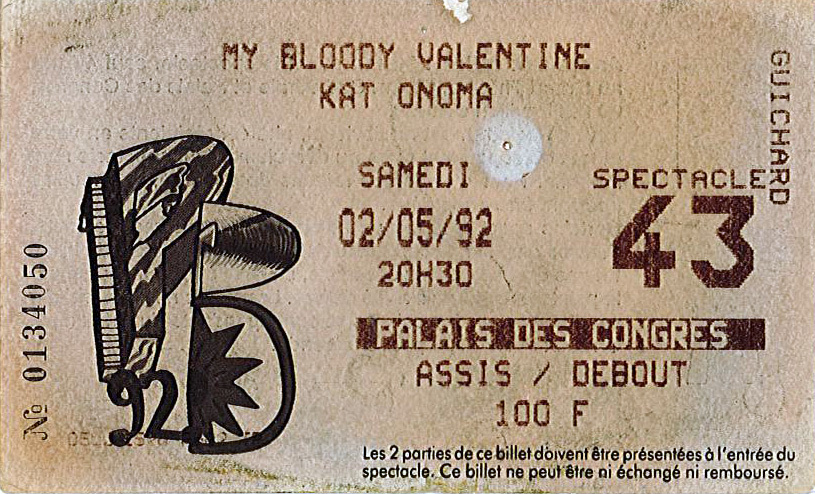 MY BLOODY VALENTINE
KAT ONOMA
GUICHARD
SAMEDI
SPECTACLE
02/05/92
43
20H30
PALAIS DES CONGRES
ASSIS / DEBOUT
100 F
№ 0134050
92
Les 2 parties de ce billet doivent être présentées à l'entrée du
spectacle. Ce billet ne peut être ni échangé ni remboursé.